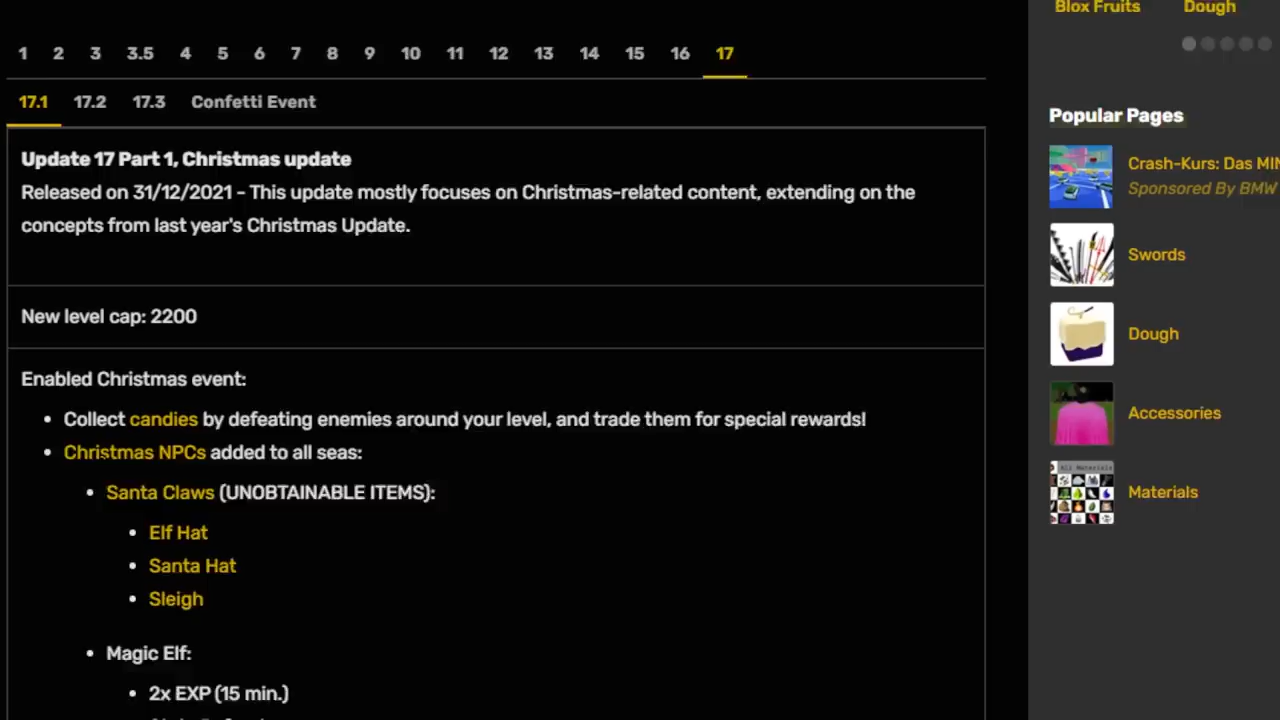 Blox Fruits Dough
1 2 3 3.5 4 5 6 7 8 9 10 11 12 13 14 15 16 17
17.1 17.2 17.3 Confetti Event
Update 17 Part 1, Christmas update
Released on 31/12/2021 - This update mostly focuses on Christmas-related content, extending on the
concepts from last year's Christmas Update.
New level cap: 2200
Enabled Christmas event:
• Collect candies by defeating enemies around your level, and trade them for special rewards!
• Christmas NPCs added to all seas:
• Santa Claws (UNOBTAINABLE ITEMS):
• Elf Hat
• Santa Hat
• Sleigh
• Magic Elf:
• 2x EXP (15 min.)
Popular Pages
Crash-Kurs: Das MIN
Sponsored By BMW
Swords
Dough
Accessories
All Materials
Materials